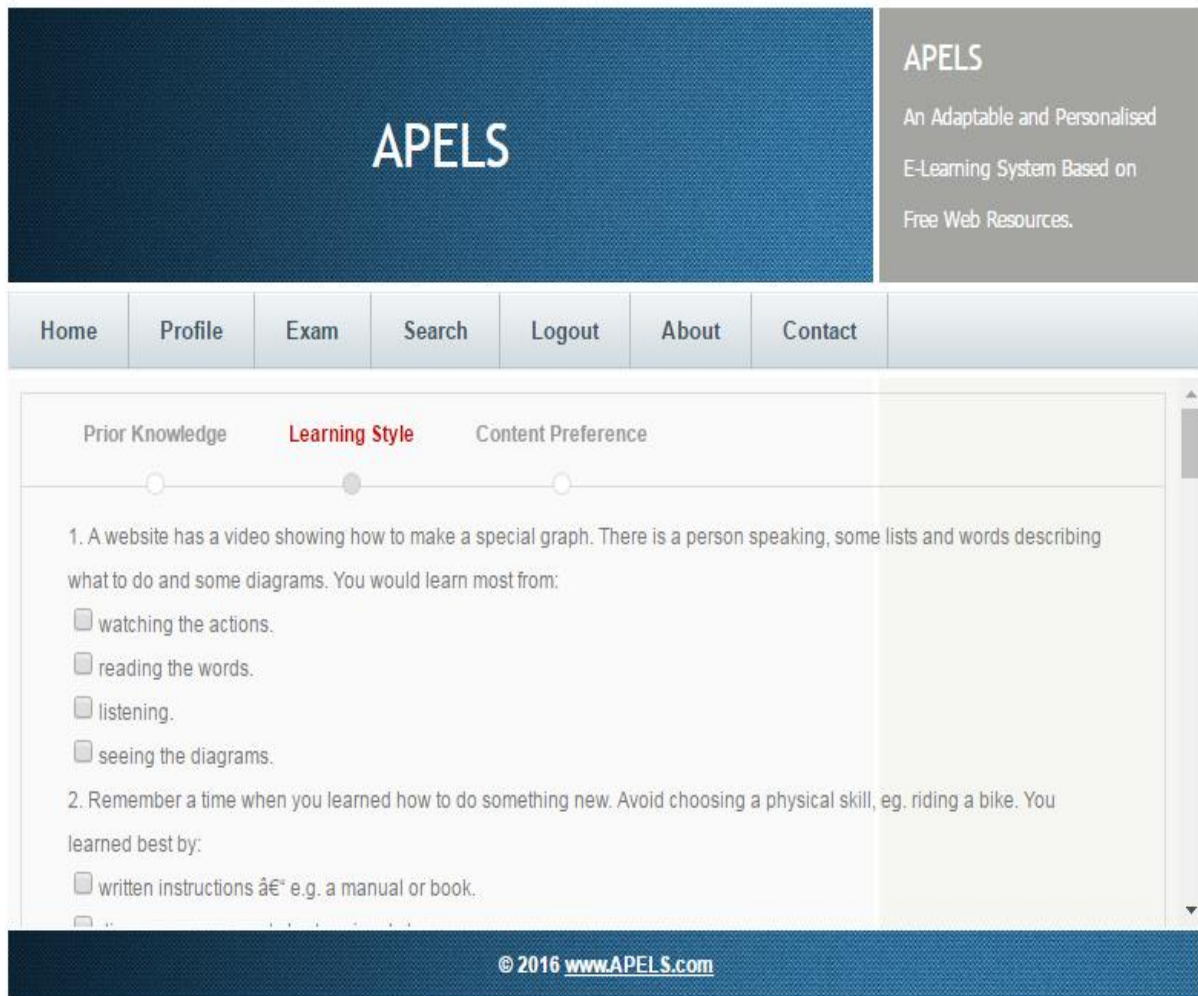 APELS
APELS
An Adaptable and Personalised
E-Learning System Based on
Free Web Resources.
Home Profile Exam Search Logout About Contact
Prior Knowledge Learning Style Content Preference
1. A website has a video showing how to make a special graph. There is a person speaking, some lists and words describing
what to do and some diagrams. You would learn most from:
watching the actions.
reading the words.
listening.
seeing the diagrams.
2. Remember a time when you learned how to do something new. Avoid choosing a physical skill, eg. riding a bike. You
learned best by:
written instructions â€“ e.g. a manual or book.
© 2016 www.APELS.com